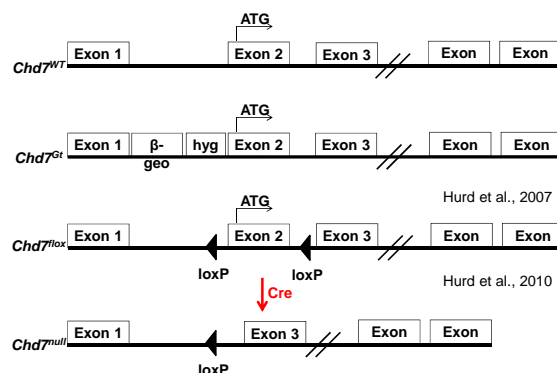 ATG
Exon 1 Exon 2 Exon 3 Exon Exon
Chd7WT
ATG
Exon 1 β-geo hyg Exon 2 Exon 3 Exon Exon
Chd7Gt
Hurd et al., 2007
ATG
Exon 1 Exon 2 Exon 3 Exon Exon
Chd7flox
loxP loxP
Hurd et al., 2010
Cre
Exon 1 Exon 3 Exon Exon
Chd7null
loxP